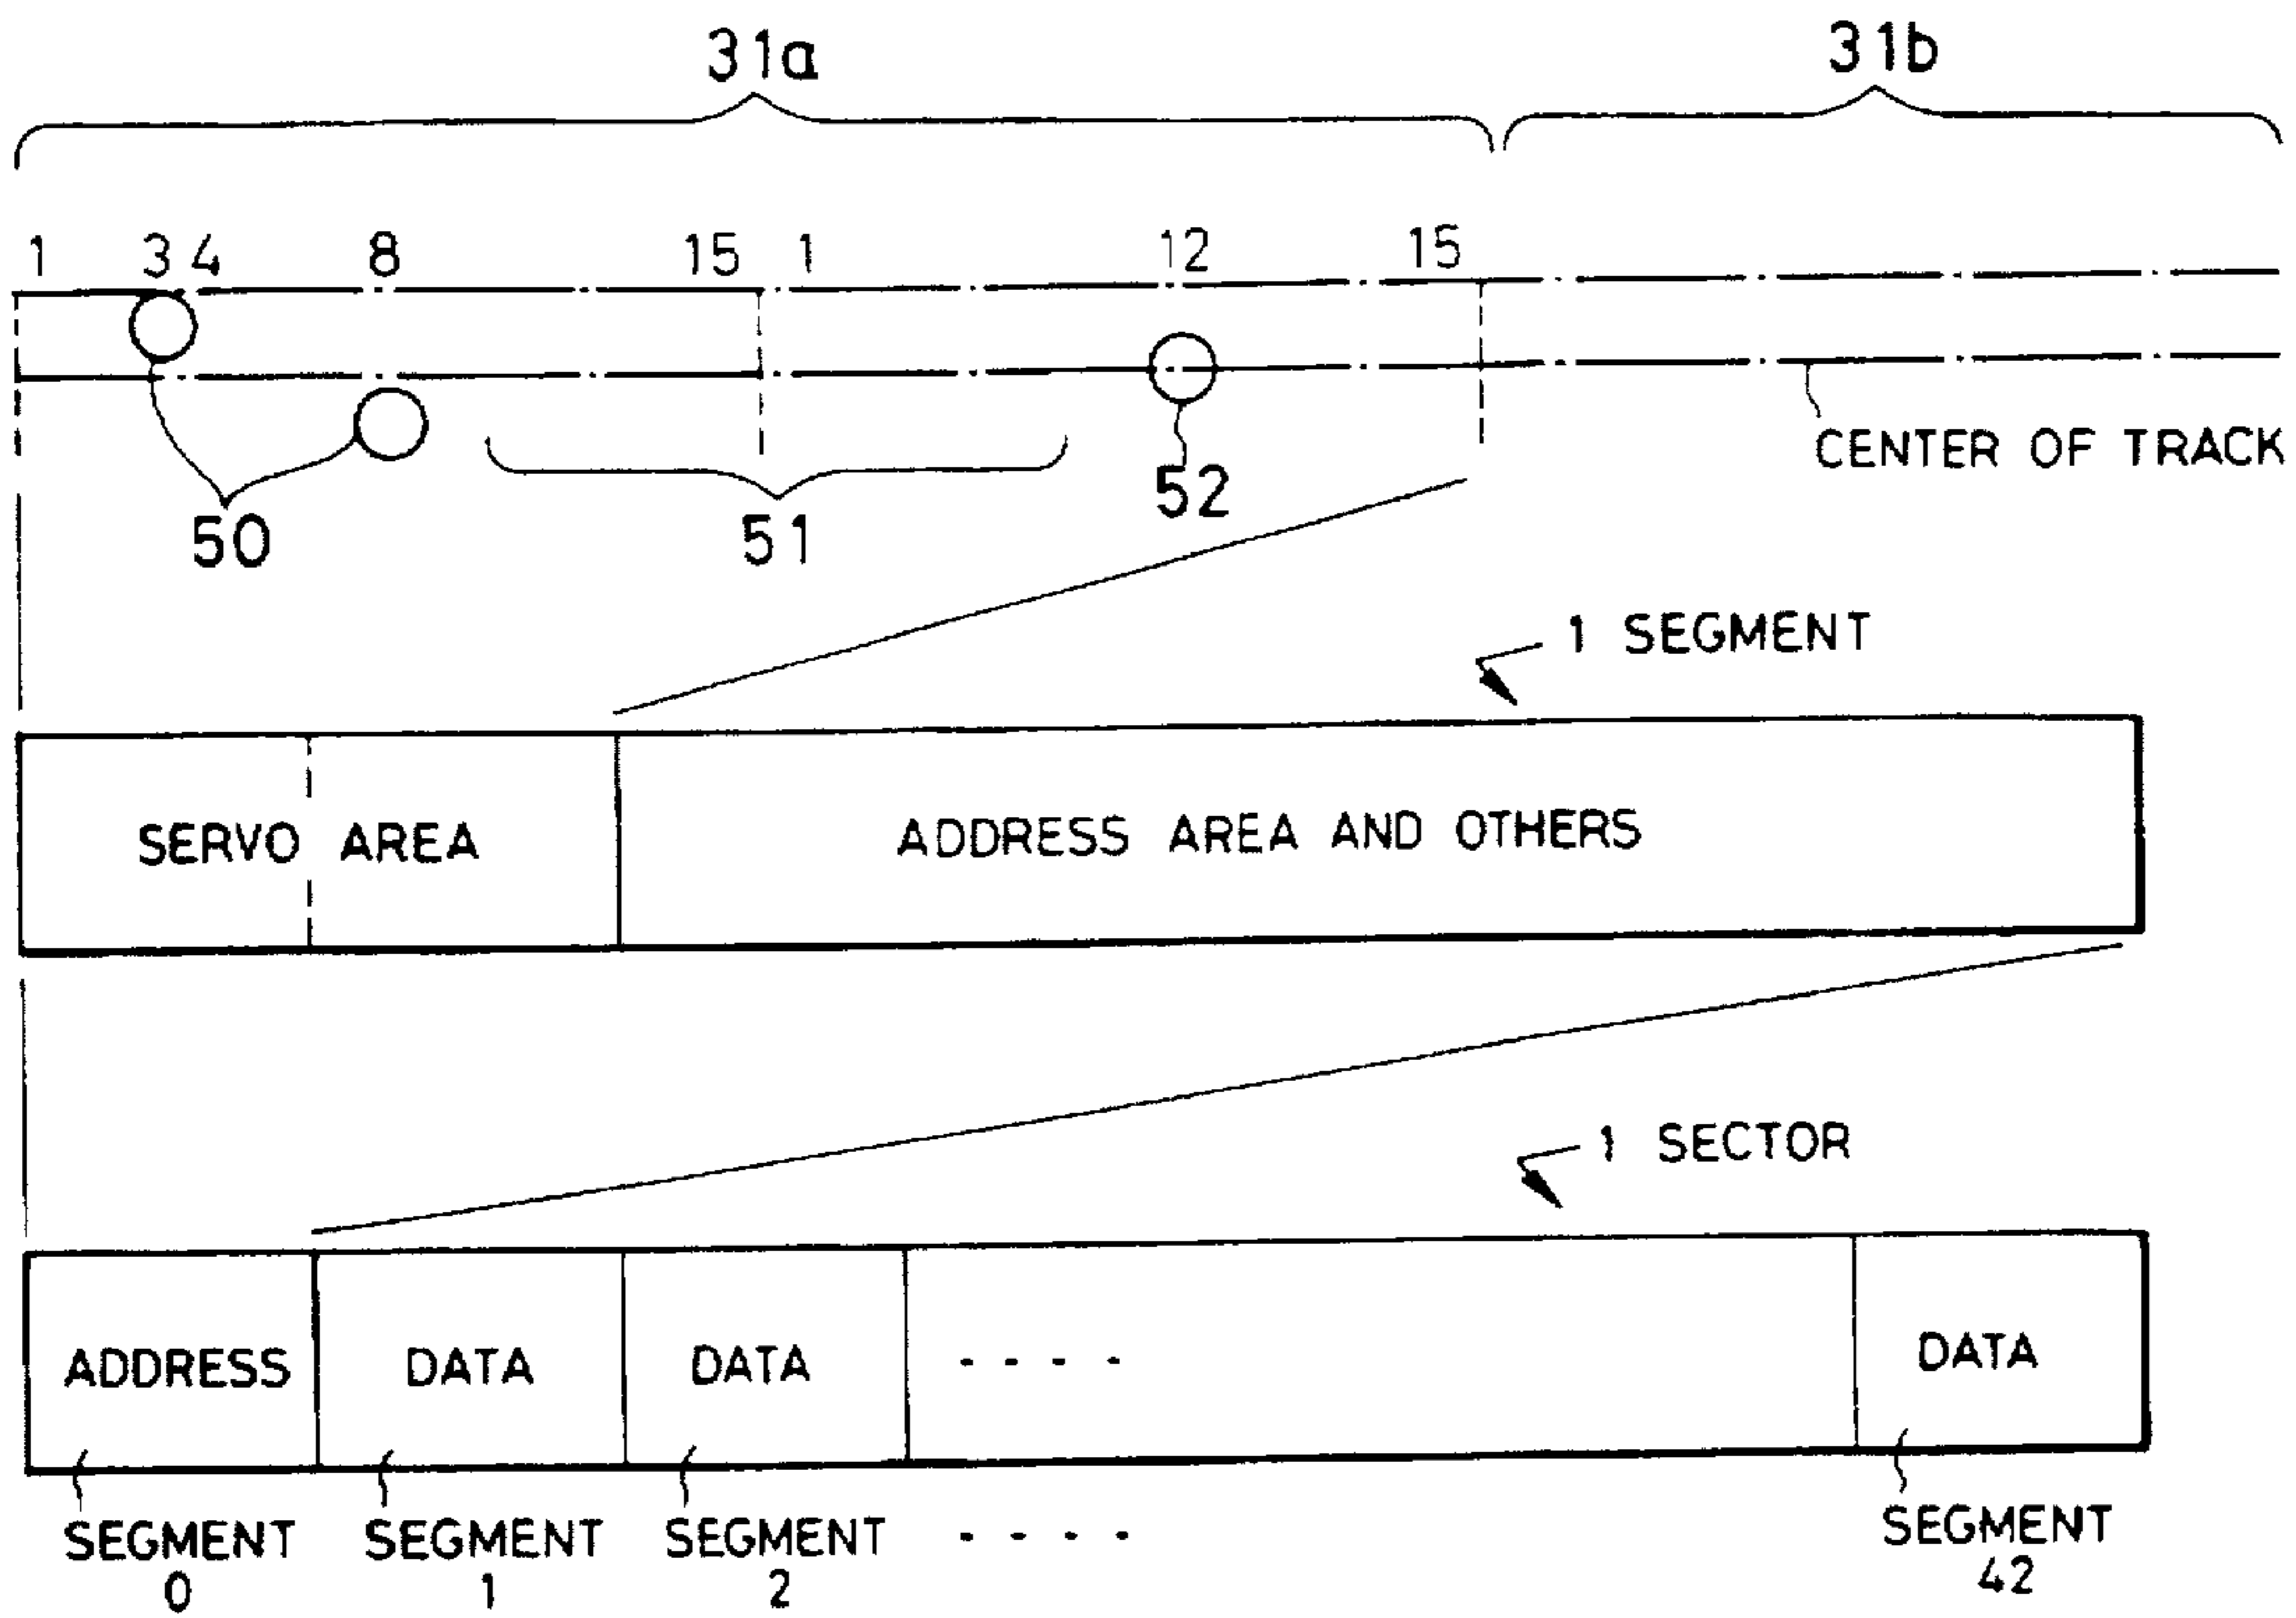 31a 31b
1 3 4 8 15 1 12 15
CENTER OF TRACK
50 51 52
1 SEGMENT
SERVO AREA ADDRESS AREA AND OTHERS
1 SECTOR
ADDRESS DATA DATA - - - - DATA
SEGMENT 0 SEGMENT 1 SEGMENT 2 - - - - SEGMENT 42